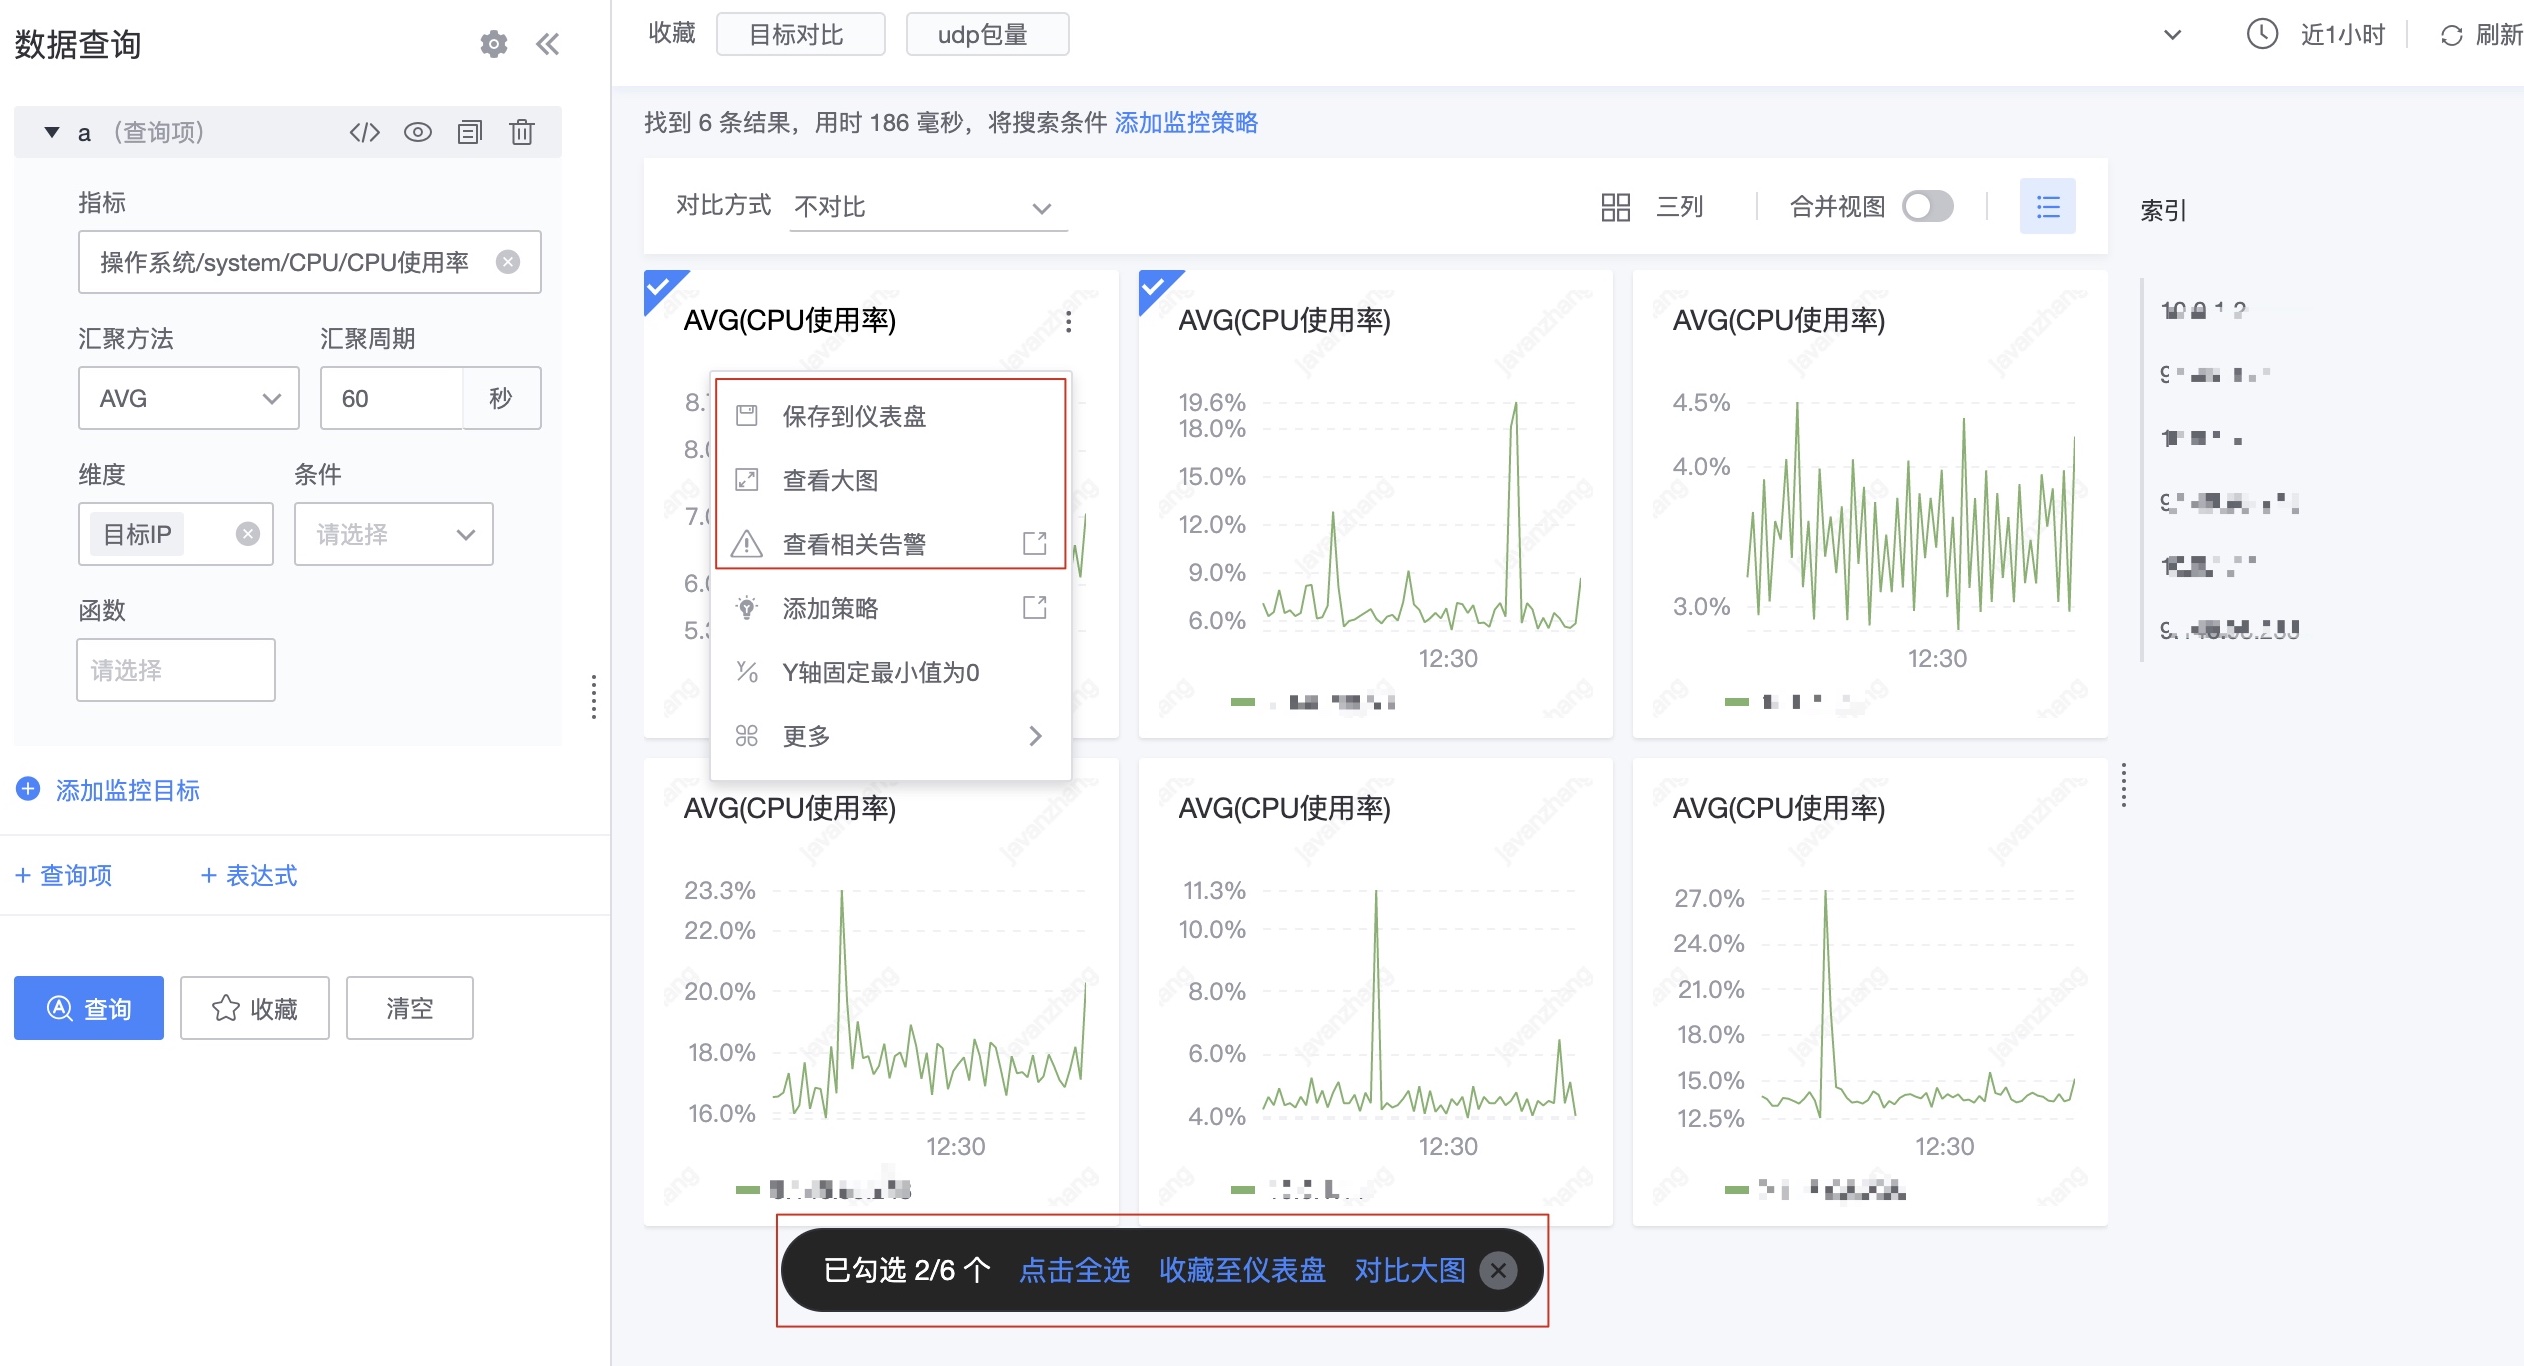 数据查询
a （查询项）
指标
操作系统/system/CPU/CPU使用率
汇聚方法 汇聚周期
AVG 60 秒
维度 条件
目标IP 请选择
函数
请选择
添加监控目标
+ 查询项 + 表达式
查询 收藏 清空
收藏 目标对比 udp包量 近1小时 刷新
找到 6 条结果，用时 186 毫秒，将搜索条件 添加监控策略
对比方式 不对比 三列 合并视图
索引
AVG(CPU使用率)
保存到仪表盘
查看大图
查看相关告警
添加策略
Y轴固定最小值为0
更多
AVG(CPU使用率)
19.6%
18.0%
15.0%
12.0%
9.0%
6.0%
12:30
AVG(CPU使用率)
4.5%
4.0%
3.0%
12:30
AVG(CPU使用率)
23.3%
22.0%
20.0%
18.0%
16.0%
12:30
AVG(CPU使用率)
11.3%
10.0%
8.0%
6.0%
4.0%
12:30
AVG(CPU使用率)
27.0%
24.0%
21.0%
18.0%
15.0%
12.5%
12:30
已勾选 2/6 个 点击全选 收藏至仪表盘 对比大图
javanzhang